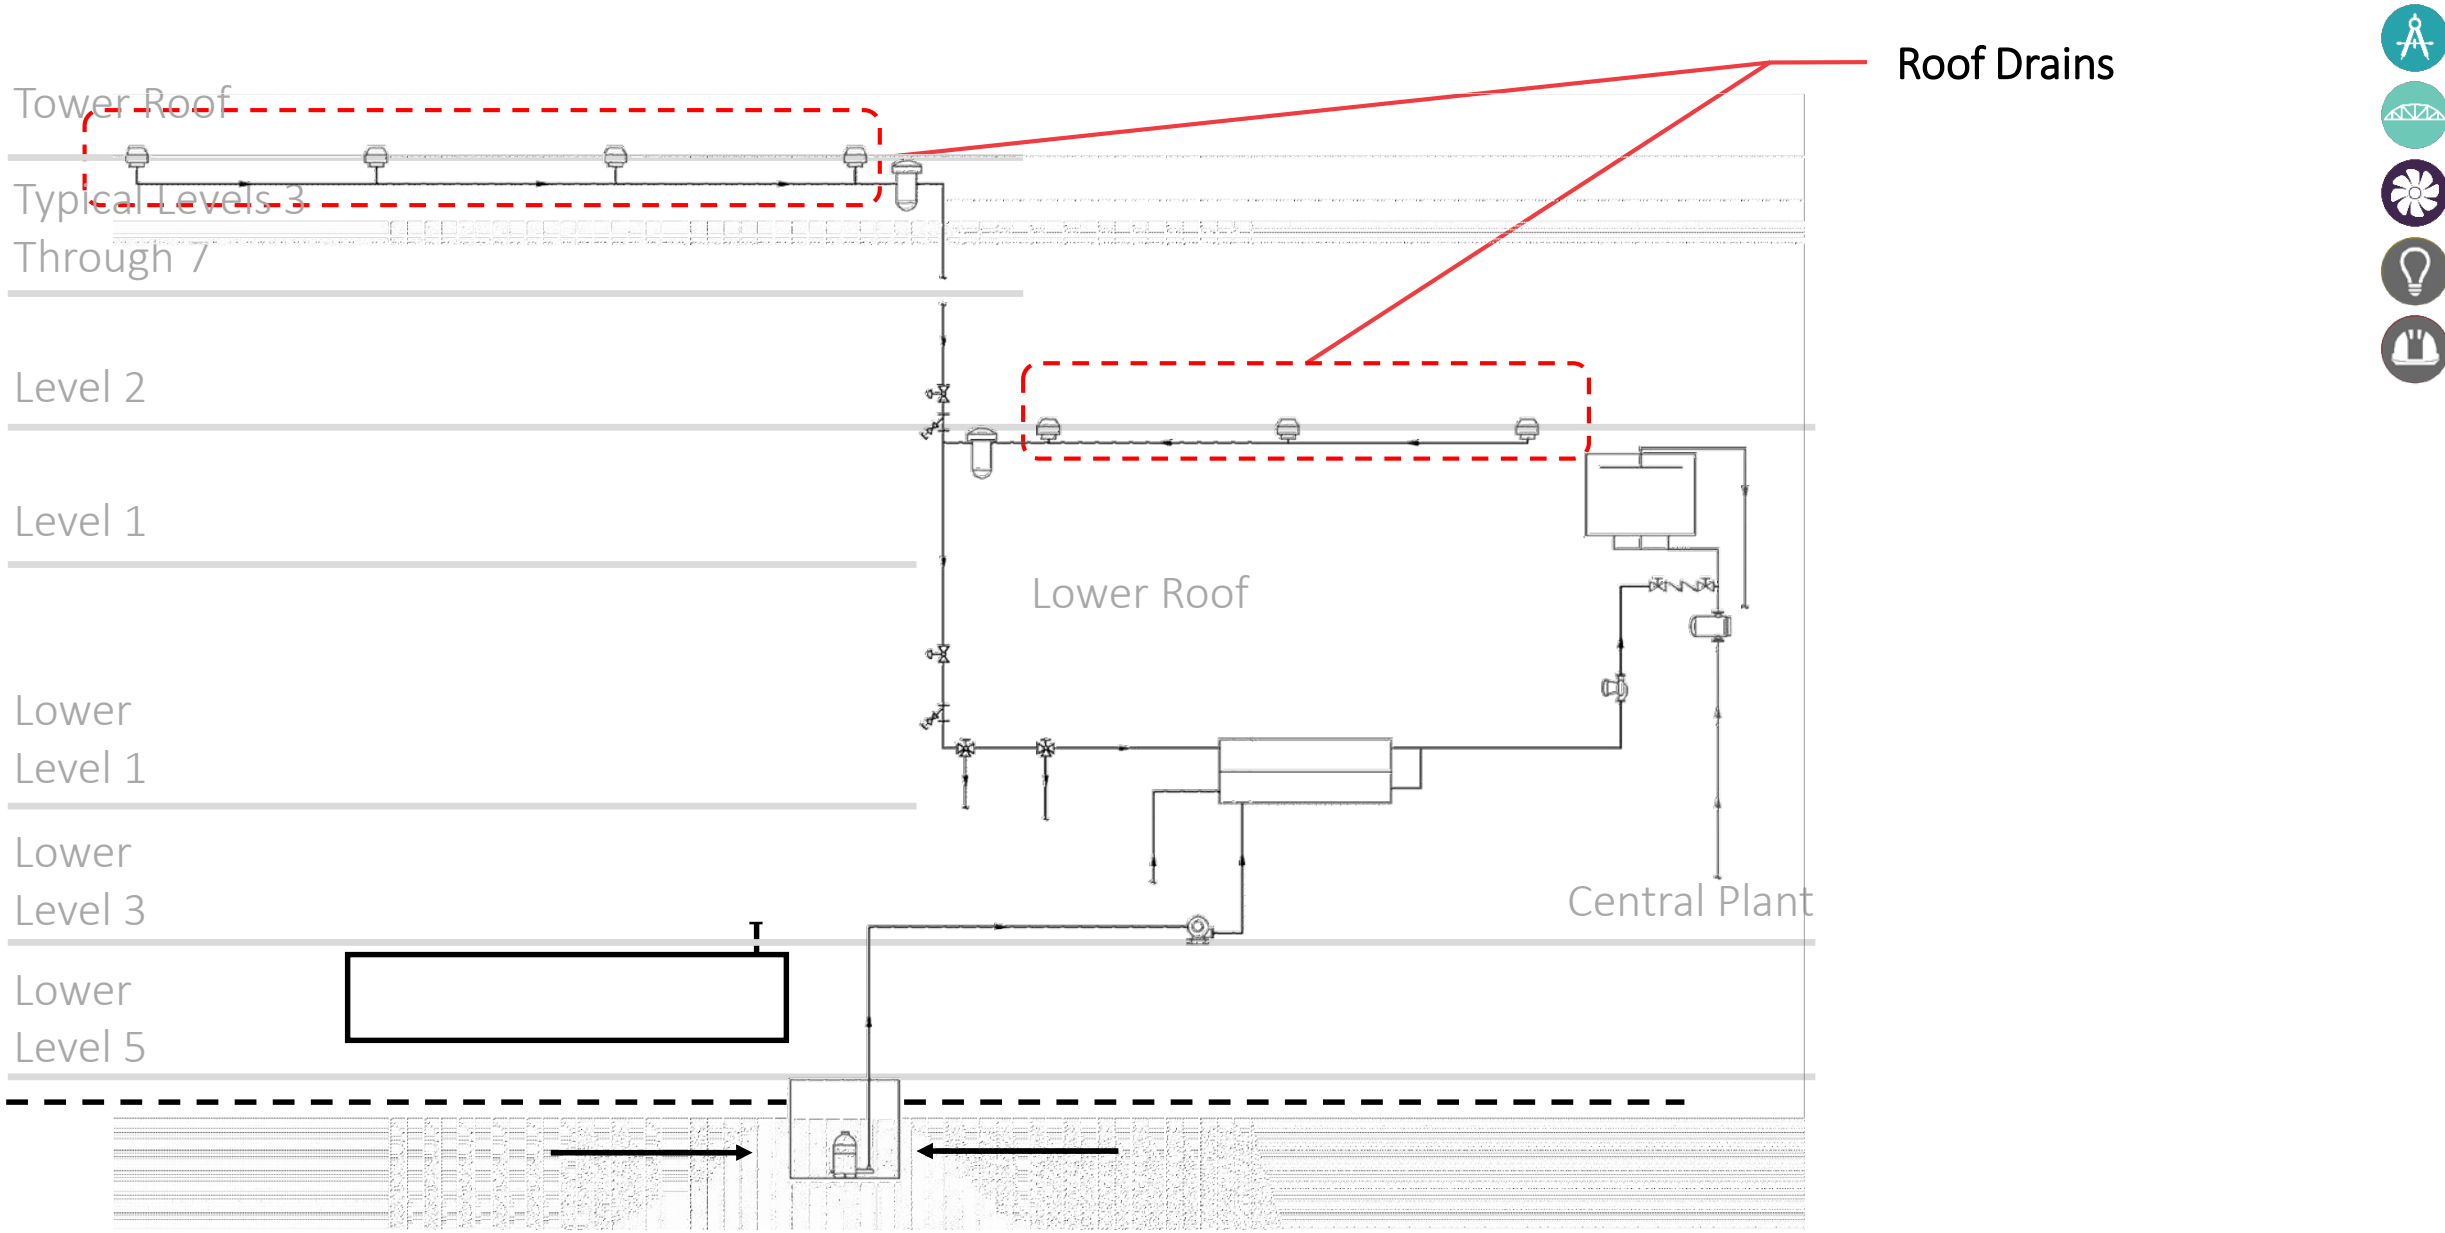 Roof Drains
Tower Roof
Typical Levels 3
Through 7
Level 2
Level 1
Lower Roof
Lower
Level 1
Lower
Level 3
Central Plant
Lower
Level 5